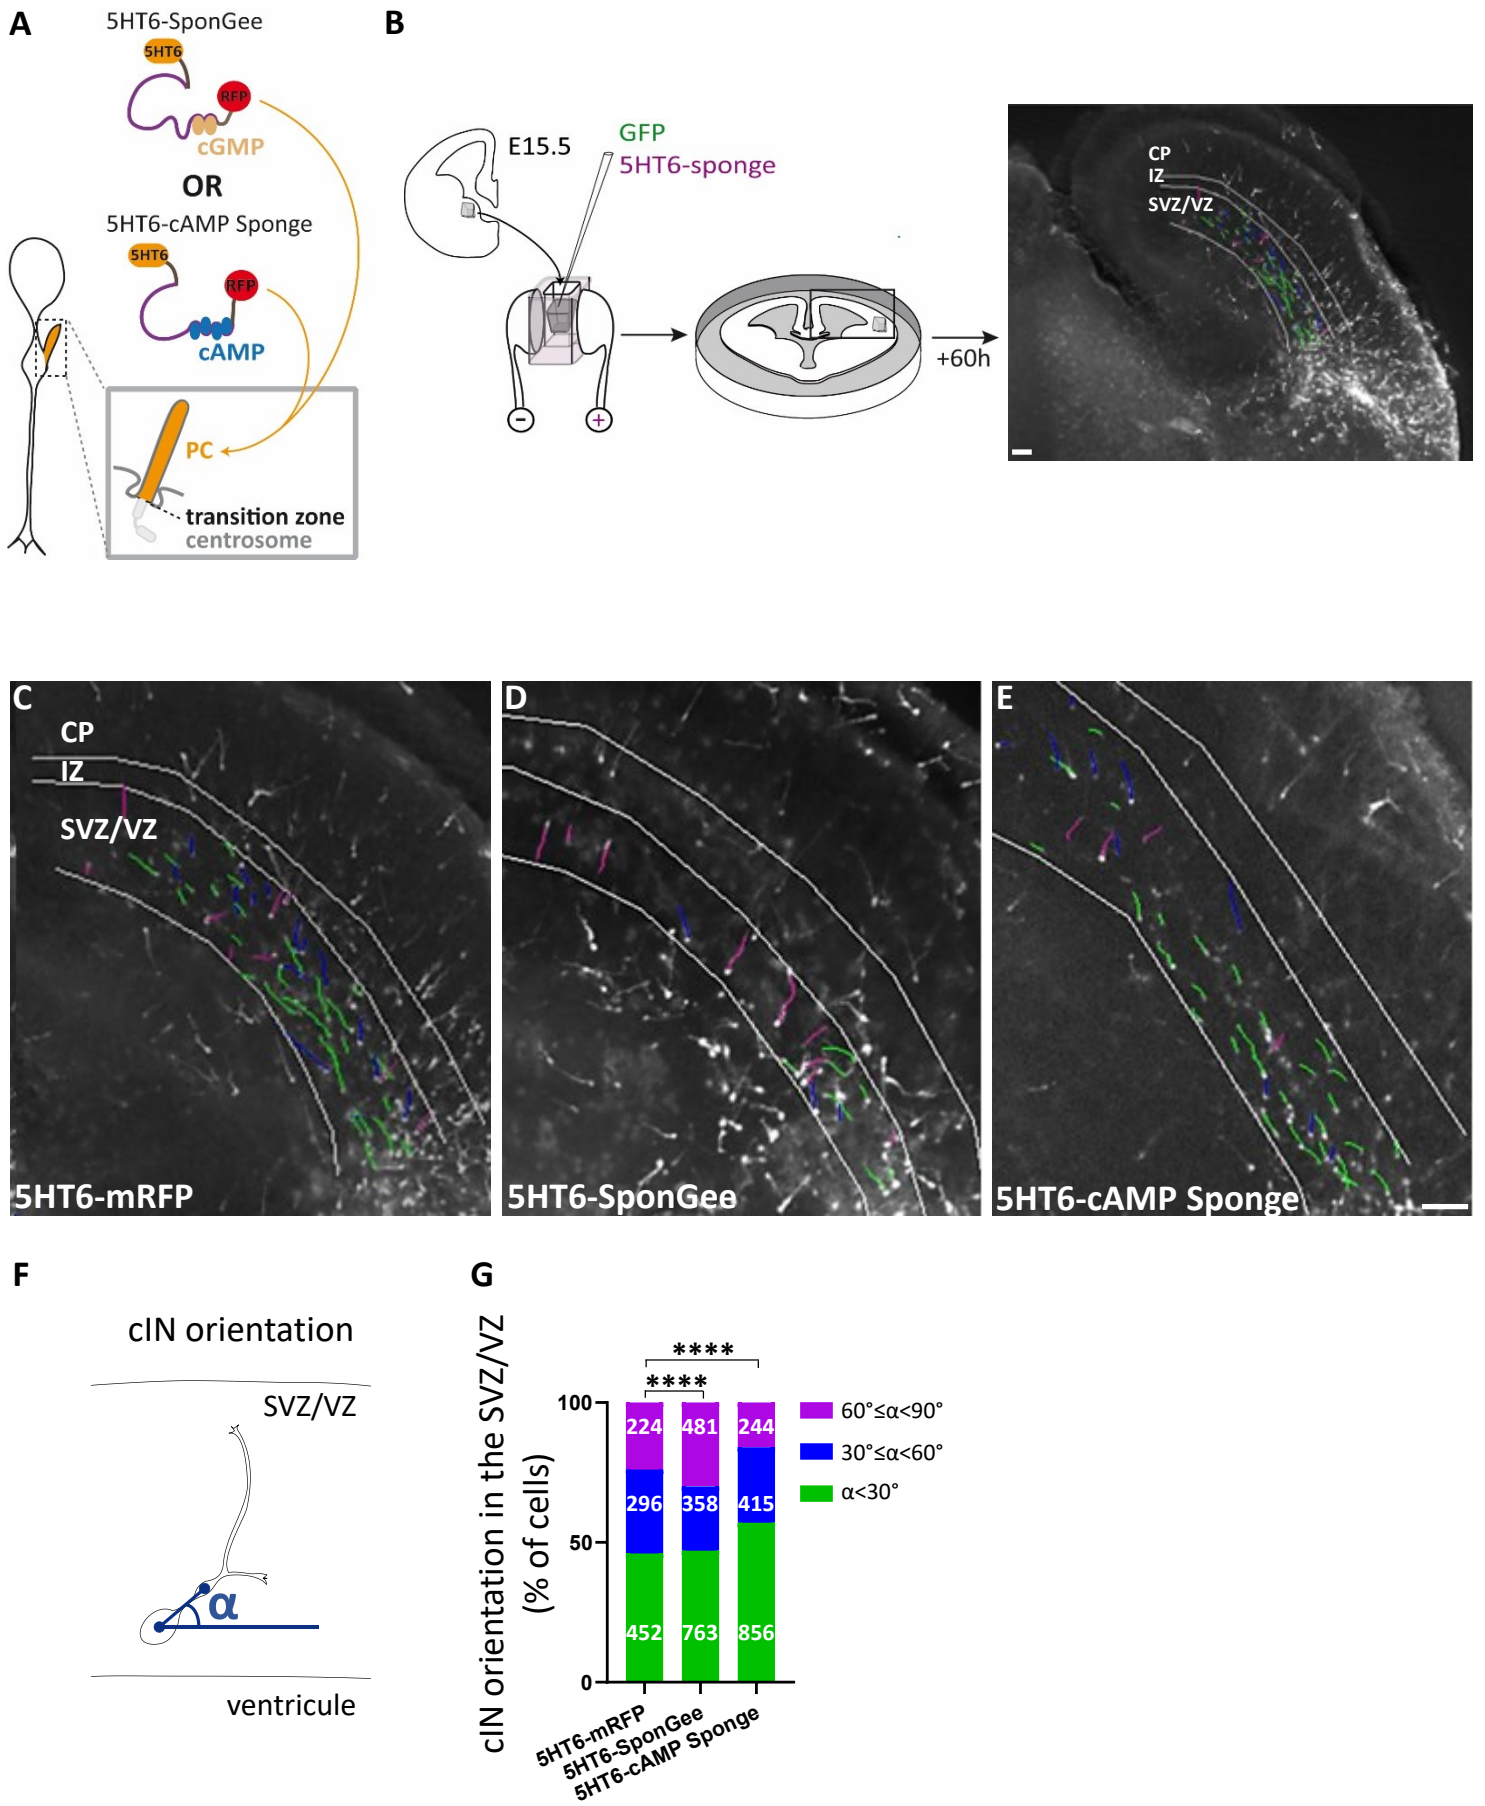 A
5HT6-SponGee
5HT6
RFP
cGMP
OR
5HT6-cAMP Sponge
5HT6
RFP
cAMP
PC
transition zone
centrosome
B
E15.5
GFP
5HT6-sponge
-
+
+60h
CP
IZ
SVZ/VZ
C
CP
IZ
SVZ/VZ
5HT6-mRFP
D
5HT6-SponGee
E
5HT6-cAMP Sponge
F
cIN orientation
SVZ/VZ
α
ventricule
G
cIN orientation in the SVZ/VZ
(% of cells)
100
50
0
****
****
224
481
244
296
358
415
452
763
856
60°≤α<90°
30°≤α<60°
α<30°
5HT6-mRFP
5HT6-SponGee
5HT6-cAMP Sponge